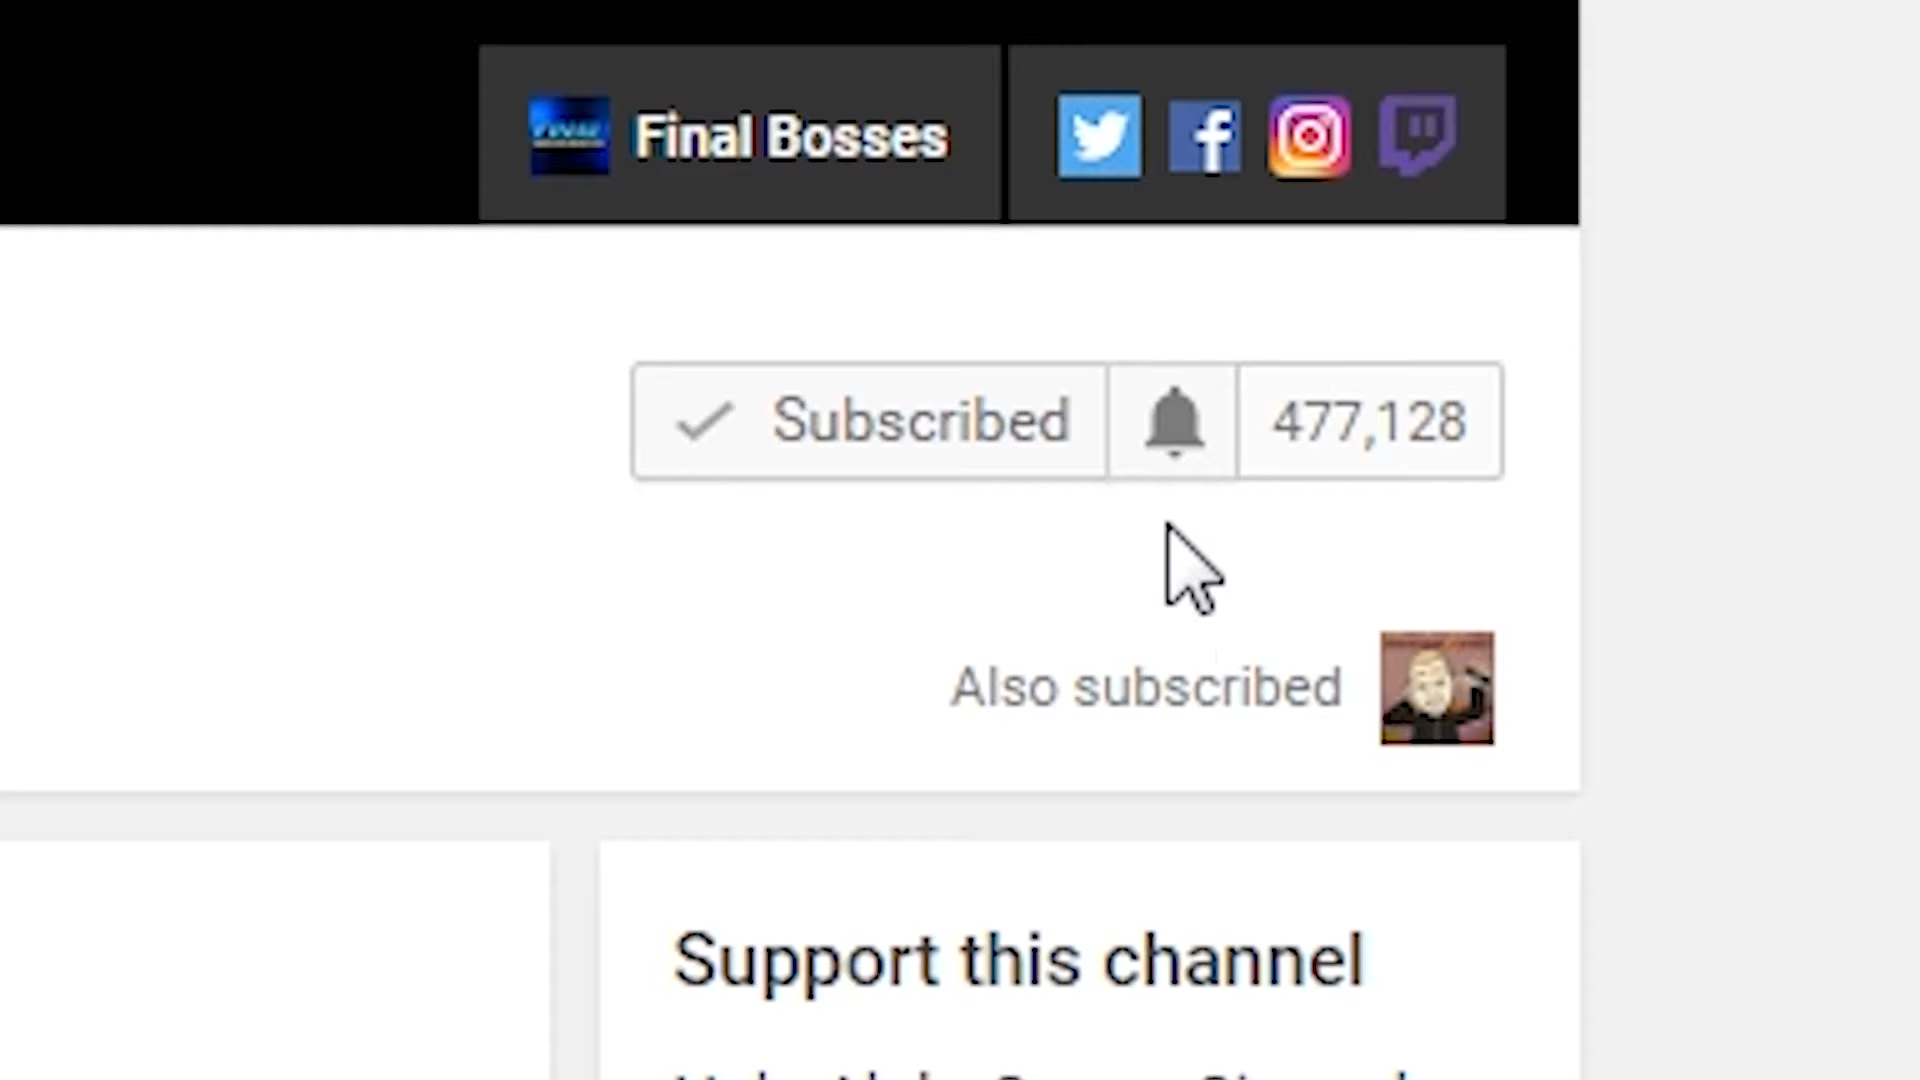 Final Bosses
Subscribed 477,128
Also subscribed
Support this channel